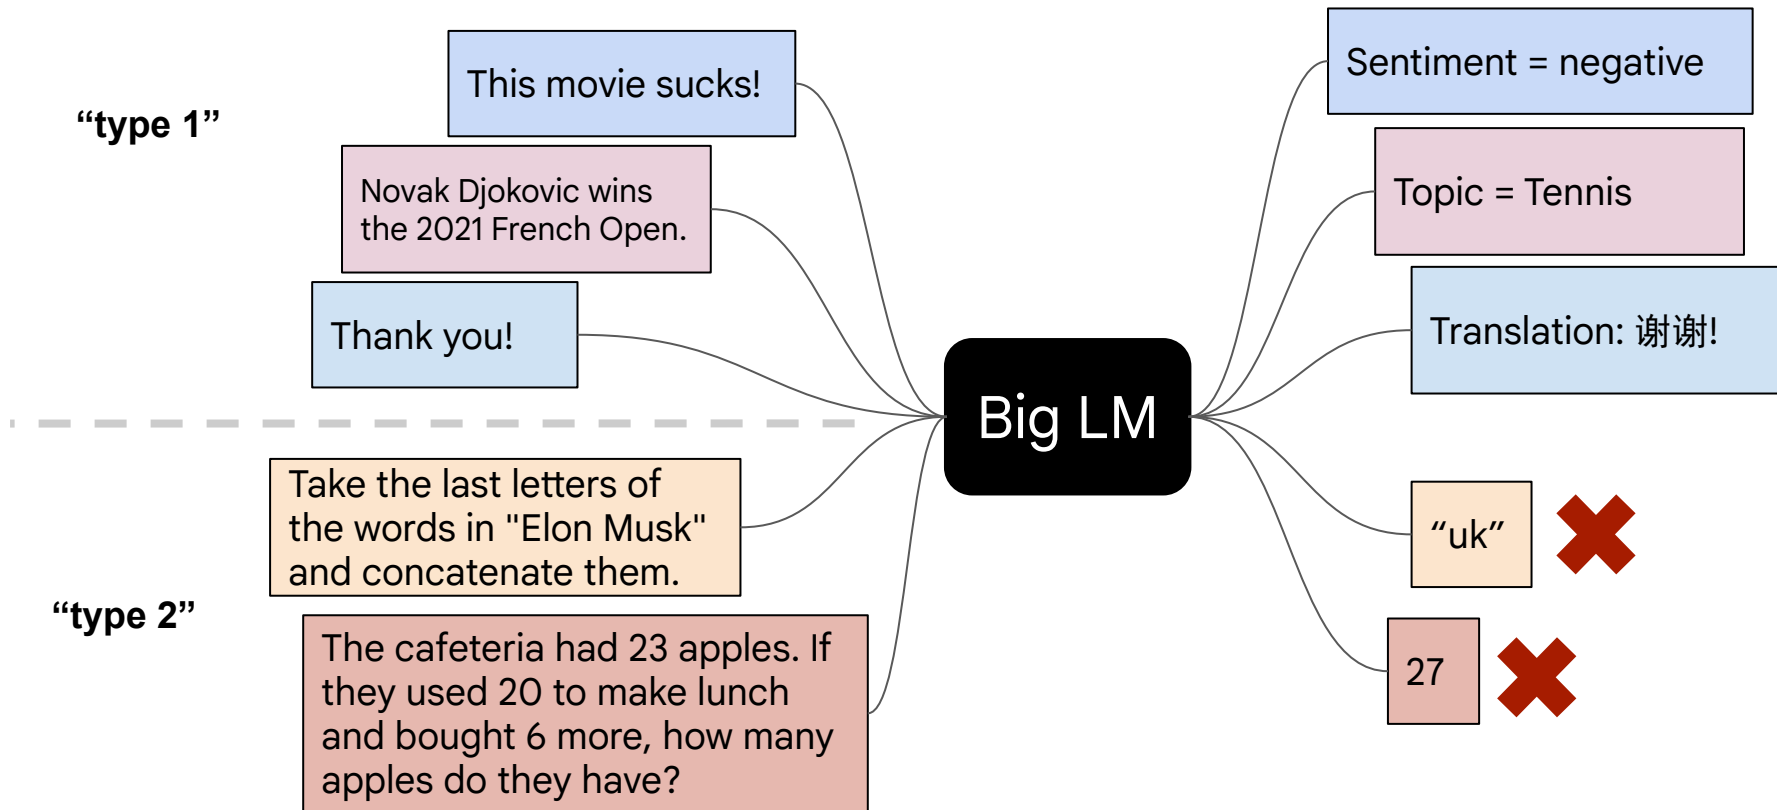 “type 1”
This movie sucks!
Novak Djokovic wins
the 2021 French Open.
Thank you!
“type 2”
Take the last letters of
the words in "Elon Musk"
and concatenate them.
The cafeteria had 23 apples. If
they used 20 to make lunch
and bought 6 more, how many
apples do they have?
Big LM
Sentiment = negative
Topic = Tennis
Translation: 谢谢!
“uk”
27